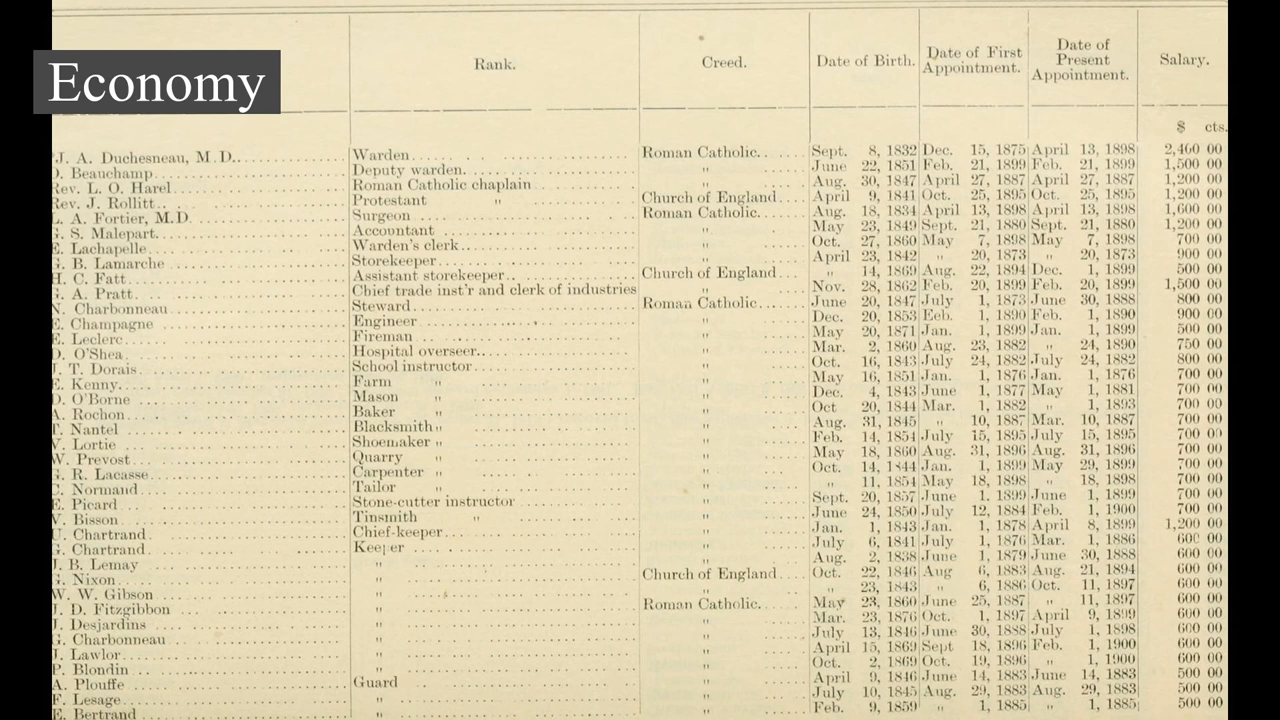 Economy
Rank. Creed. Date of Birth. Date of First Appointment. Date of Present Appointment. Salary.
$ cts.
J. A. Duchesneau, M.D. Warden Roman Catholic. Sept. 8, 1832 Dec. 15, 1875 April 13, 1898 2,460 00
Beauchamp Deputy warden. " June 22, 1851 Feb. 21, 1899 Feb. 21, 1899 1,500 00
Rev. L. O. Harel Roman Catholic chaplain " Aug. 30, 1847 April 27, 1887 April 27, 1887 1,200 00
Rev. J. Rollitt Protestant " Church of England April 9, 1841 Oct. 25, 1895 Oct. 25, 1895 1,200 00
L. A. Fortier, M.D. Surgeon Roman Catholic. Aug. 18, 1834 April 13, 1898 April 13, 1898 1,600 00
G. S. Malepart Accountant " May 23, 1849 Sept. 21, 1880 Sept. 21, 1880 1,200 00
E. Lachapelle Warden's clerk " Oct. 27, 1860 May 7, 1898 May 7, 1898 700 00
G. B. Lamarche Storekeeper " April 23, 1842 " 20, 1873 " 20, 1873 900 00
H. C. Fatt Assistant storekeeper Church of England " 14, 1869 Aug. 22, 1894 Dec. 1, 1899 500 00
G. A. Pratt Chief trade inst'r and clerk of industries " Nov. 28, 1862 Feb. 20, 1899 Feb. 20, 1899 1,500 00
N. Charbonneau Steward Roman Catholic. June 20, 1847 July 1, 1873 June 30, 1888 800 00
E. Champagne Engineer " Dec. 20, 1853 Eeb. 1, 1890 Feb. 1, 1890 900 00
E. Leclerc Fireman " May 20, 1871 Jan. 1, 1899 Jan. 1, 1899 500 00
D. O'Shea Hospital overseer " Mar. 2, 1860 Aug. 23, 1882 " 24, 1890 750 00
J. T. Dorais School instructor " Oct. 16, 1843 July 24, 1882 July 24, 1882 800 00
E. Kenny Farm " " May 16, 1851 Jan. 1, 1876 Jan. 1, 1876 700 00
D. O'Borne Mason " " Dec. 4, 1843 June 1, 1877 May 1, 1881 700 00
A. Rochon Baker " " Oct 20, 1844 Mar. 1, 1882 " 1, 1893 700 00
T. Nantel Blacksmith " " Aug. 31, 1845 " 10, 1887 Mar. 10, 1887 700 00
V. Lortie Shoemaker " " Feb. 14, 1854 July 15, 1895 July 15, 1895 700 00
W. Prevost Quarry " " May 18, 1860 Aug. 31, 1896 Aug. 31, 1896 700 00
G. R. Lacasse Carpenter " " Oct. 14, 1844 Jan. 1, 1899 May 29, 1899 700 00
C. Normand Tailor " " " 11, 1854 May 18, 1898 " 18, 1898 700 00
E. Picard Stone-cutter instructor " Sept. 20, 1857 June 1, 1899 June 1, 1899 700 00
V. Bisson Tinsmith " " June 24, 1850 July 12, 1884 Feb. 1, 1900 700 00
U. Chartrand Chief-keeper " Jan. 1, 1843 Jan. 1, 1878 April 8, 1899 1,200 00
G. Chartrand Keeper " July 6, 1841 July 1, 1876 Mar. 1, 1886 600 00
J. B. Lemay " " Aug. 2, 1838 June 1, 1879 June 30, 1888 600 00
G. Nixon " Church of England Oct. 22, 1846 Aug 6, 1883 Aug. 21, 1894 600 00
W. W. Gibson " " " 23, 1843 " 6, 1886 Oct. 11, 1897 600 00
J. D. Fitzgibbon " Roman Catholic. May 23, 1860 June 25, 1887 " 11, 1897 600 00
J. Desjardins " " Mar. 23, 1876 Oct. 1, 1897 April 9, 1899 600 00
G. Charbonneau " " July 13, 1846 June 30, 1888 July 1, 1898 600 00
J. Lawlor " " April 15, 1869 Sept 18, 1896 Feb. 1, 1900 600 00
P. Blondin " " Oct. 2, 1869 Oct. 19, 1896 " 1, 1900 600 00
A. Plouffe Guard " April 9, 1846 June 14, 1883 June 14, 1883 500 00
F. Lesage " " July 10, 1845 Aug. 29, 1883 Aug. 29, 1883 500 00
E. Bertrand " " Feb. 9, 1859 " 1, 1885 " 1, 1885 500 00